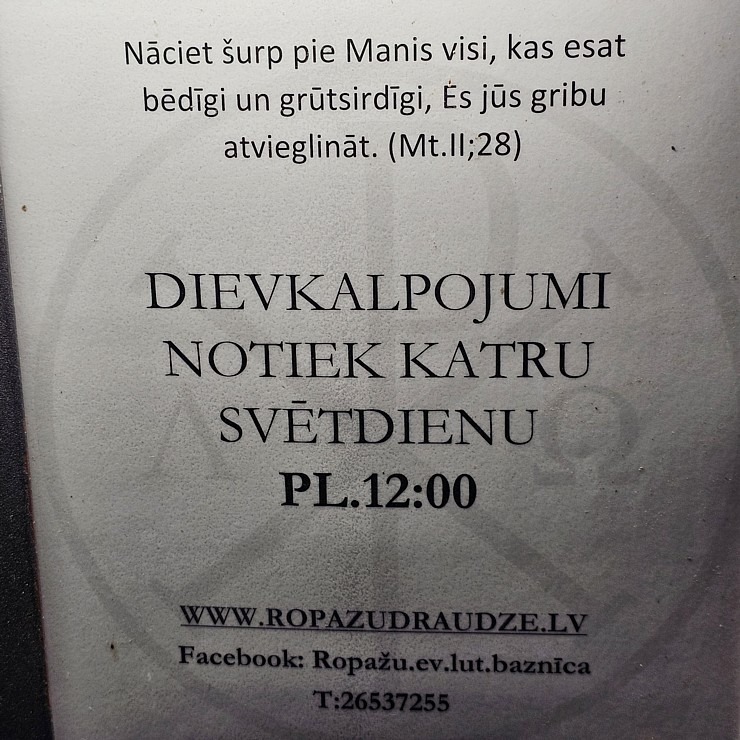 Nāciet šurp pie Manis visi, kas esat
bēdīgi un grūtsirdīgi, Es jūs gribu
atvieglināt. (Mt.II;28)
DIEVKALPOJUMI
NOTIEK KATRU
SVĒTDIENU
PL.12:00
Α Ω
WWW.ROPAZUDRAUDZE.LV
Facebook: Ropažu.ev.lut.baznīca
T:26537255